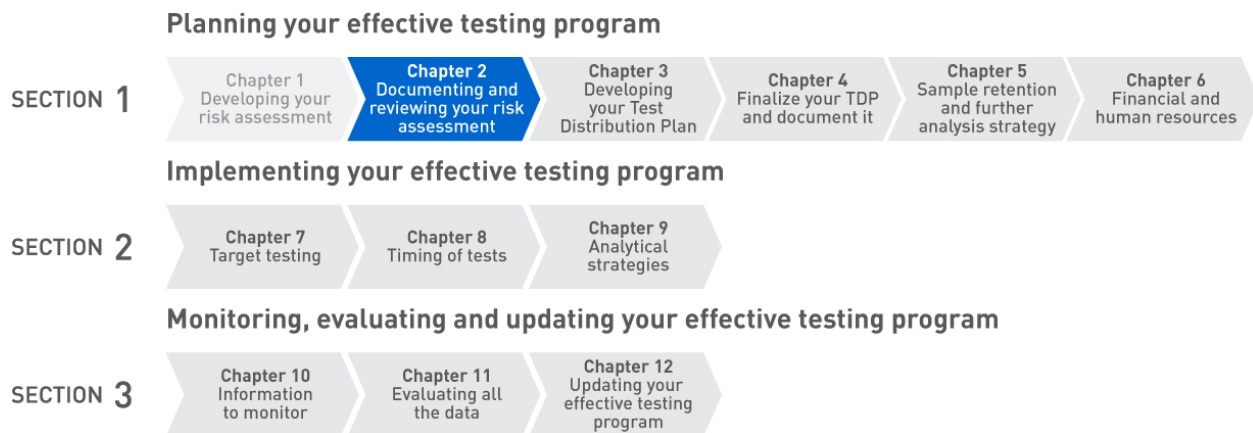 Planning your effective testing program
SECTION 1
Chapter 1
Developing your
risk assessment
Chapter 2
Documenting and
reviewing your risk
assessment
Chapter 3
Developing
your Test
Distribution Plan
Chapter 4
Finalize your TDP
and document it
Chapter 5
Sample retention
and further
analysis strategy
Chapter 6
Financial and
human resources
Implementing your effective testing program
SECTION 2
Chapter 7
Target testing
Chapter 8
Timing of tests
Chapter 9
Analytical
strategies
Monitoring, evaluating and updating your effective testing program
SECTION 3
Chapter 10
Information
to monitor
Chapter 11
Evaluating all
the data
Chapter 12
Updating your
effective testing
program